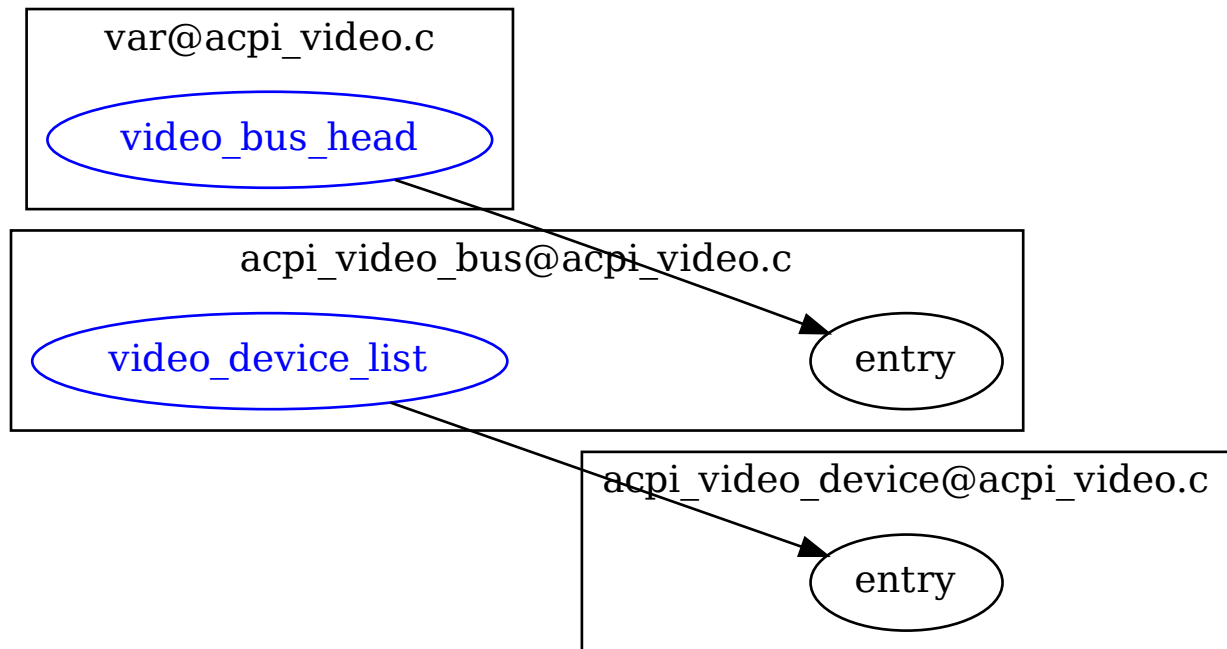 var@acpi_video.c
video_bus_head
acpi_video_bus@acpi_video.c
video_device_list
entry
acpi_video_device@acpi_video.c
entry